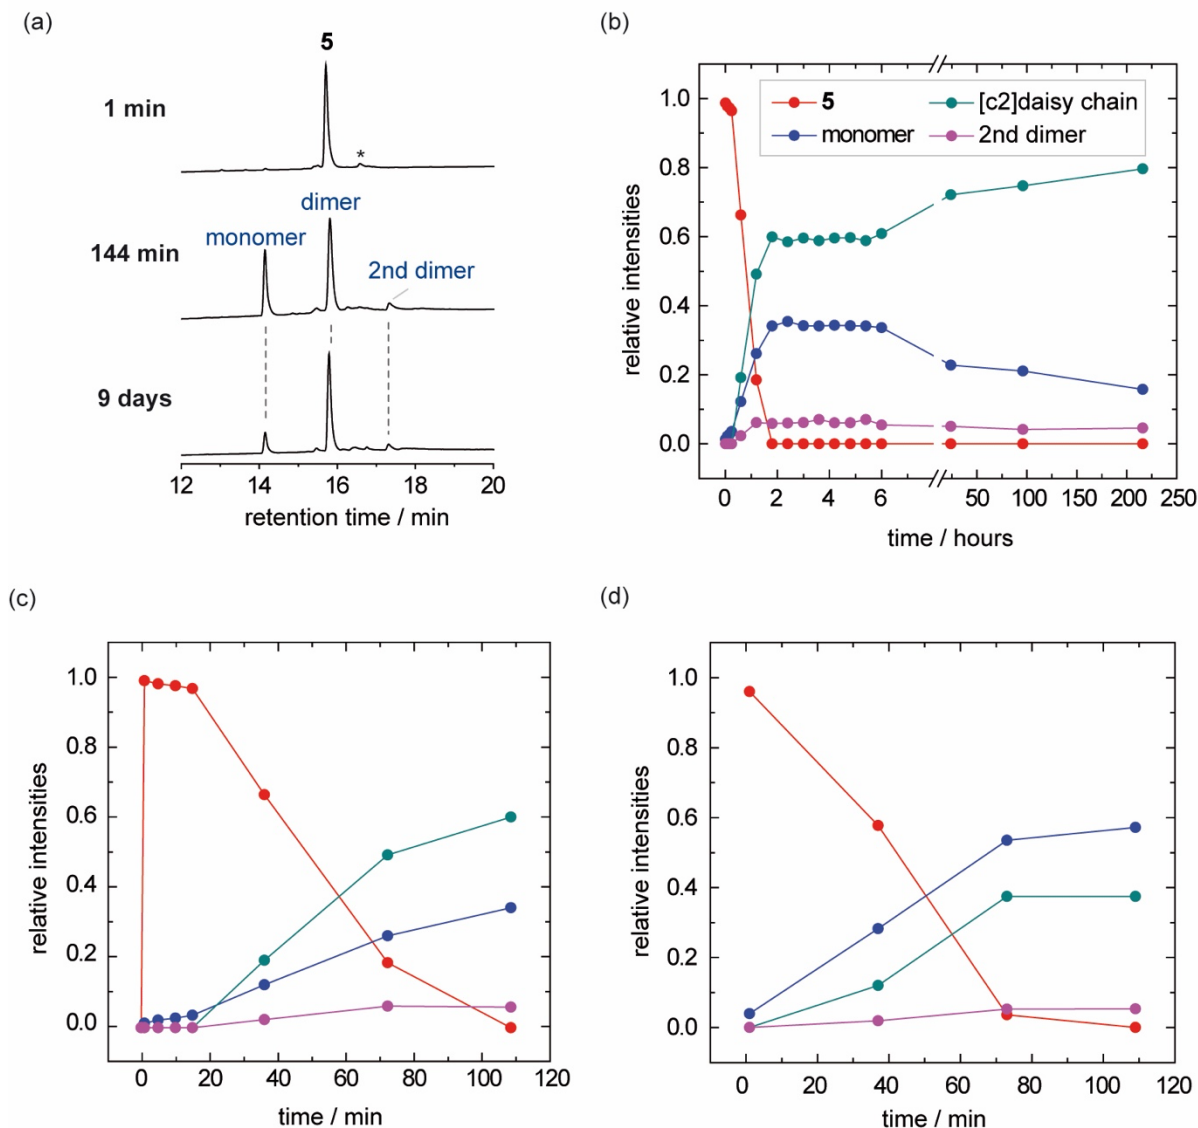 (a)
5
1 min
*
dimer
monomer
144 min
2nd dimer
9 days
12 14 16 18 20
retention time / min
(b)
5 [c2]daisy chain
monomer 2nd dimer
1.0
0.8
0.6
0.4
0.2
0.0
relative intensities
0 2 4 6 50 100 150 200 250
time / hours
(c)
1.0
0.8
0.6
0.4
0.2
0.0
relative intensities
0 20 40 60 80 100 120
time / min
(d)
1.0
0.8
0.6
0.4
0.2
0.0
relative intensities
0 20 40 60 80 100 120
time / min